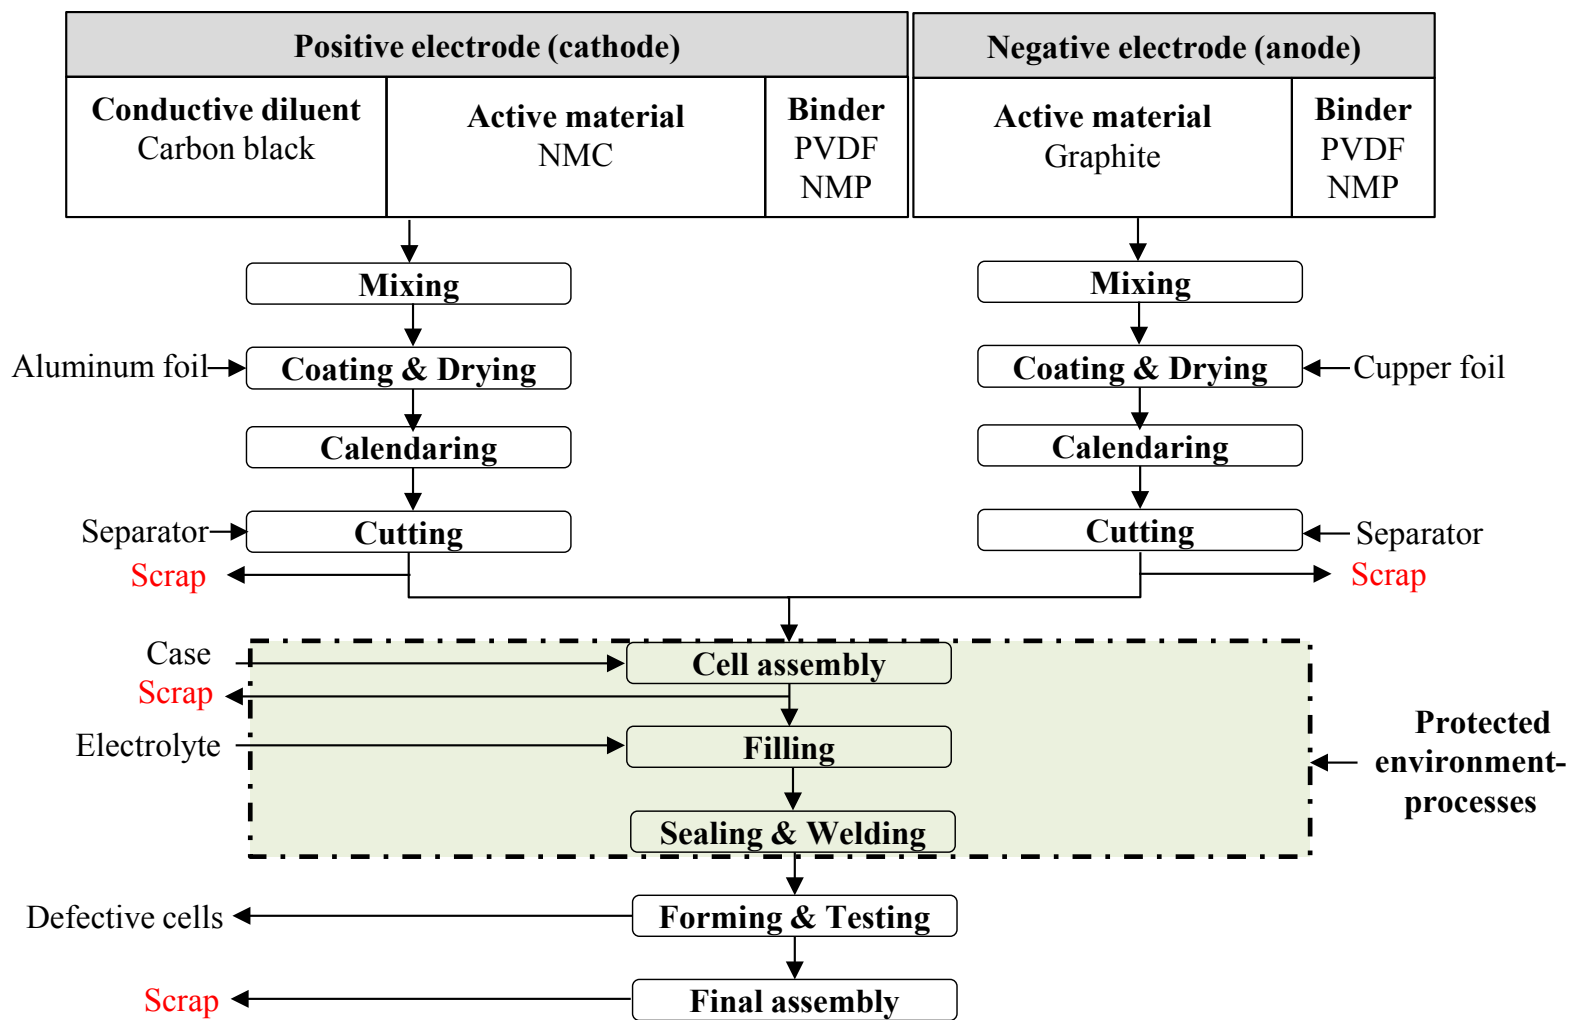 Positive electrode (cathode)
Negative electrode (anode)
Conductive diluent
Carbon black
Active material
NMC
Binder
PVDF
NMP
Active material
Graphite
Binder
PVDF
NMP
Mixing
Mixing
Aluminum foil
Coating & Drying
Coating & Drying
Cupper foil
Calendaring
Calendaring
Separator
Cutting
Cutting
Separator
Scrap
Scrap
Case
Cell assembly
Scrap
Electrolyte
Filling
Protected
environment-
processes
Sealing & Welding
Defective cells
Forming & Testing
Scrap
Final assembly